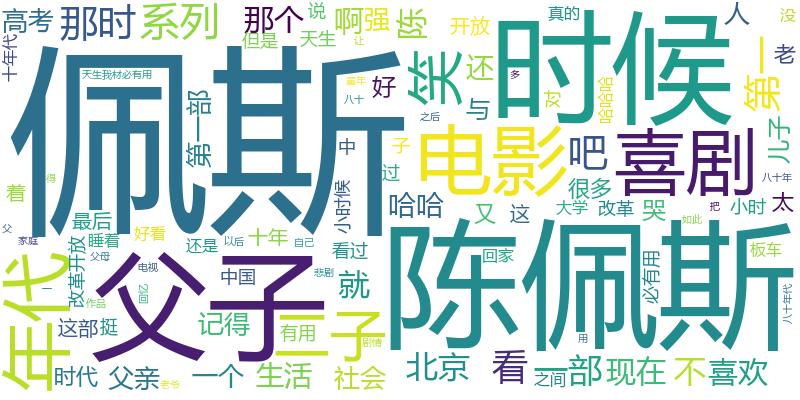 高考
那时
系列
那个
啊
强
陈
说
开放
真的
人
没
十年代
但是
天生
让
第一
老
天生我材必有用
佩斯
时候
笑
好
还
与
多
对
哈哈哈
童年
八十
之后
第一部
中
子
过
电影
吧
喜剧
儿子
着
得
小时候
哈哈
很多
又
这
大学
改革
哭
小时
太
八十年
把
如此
最后
好看
睡着
还是
以后
十年
自己
看过
父
家庭
父母
改革开放
电视
中国
悲剧
就
陈佩斯
回家
必有用
板车
年代
父子
一
作品
亿间
记得
有用
二子
剧情
八十年代
用
这部
挺
时代
父亲
老爷
一个
生活
社会
北京
看
之间
一部
现在
不
喜欢